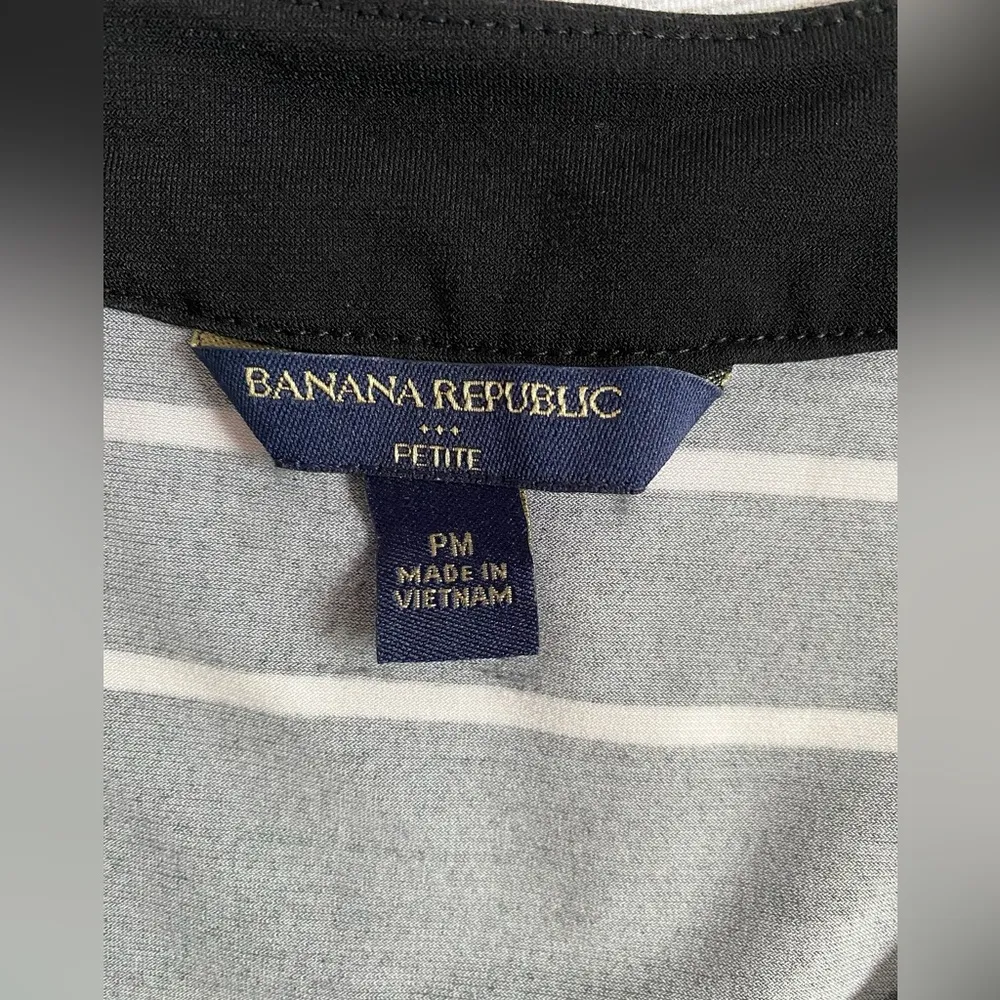 BANANA REPUBLIC
PETITE
PM
MADE IN
VIETNAM